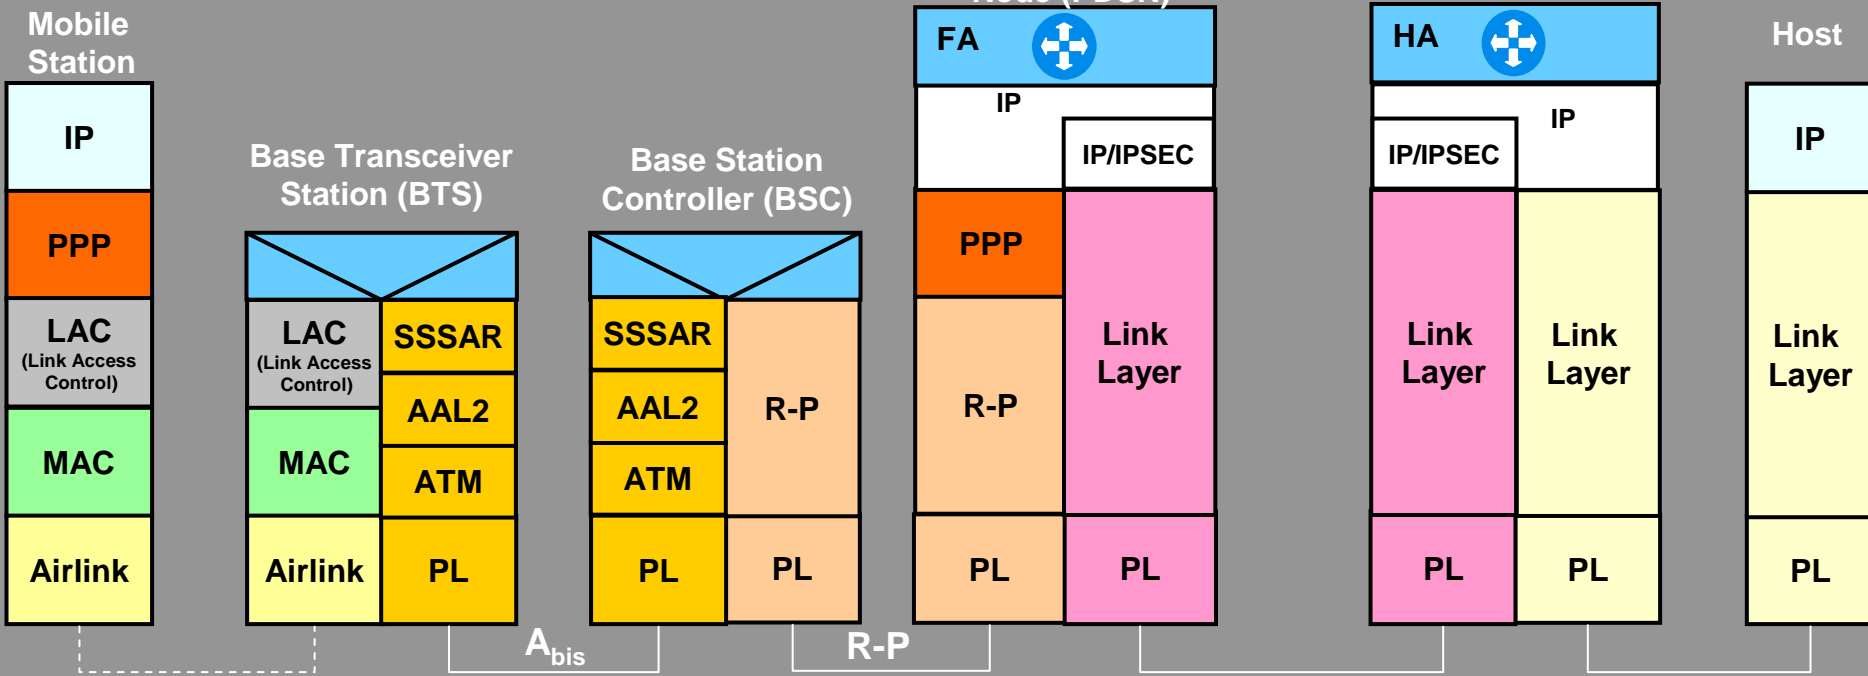 Mobile
Station
IP
PPP
LAC
(Link Access
Control)
MAC
Airlink
Base Transceiver
Station (BTS)
LAC
(Link Access
Control)
MAC
Airlink
SSSAR
AAL2
ATM
PL
A_bis
Base Station
Controller (BSC)
SSSAR
AAL2
ATM
PL
R-P
PL
R-P
Node (PDSN)
FA
IP
IP/IPSEC
PPP
R-P
PL
Link
Layer
PL
HA
IP
IP/IPSEC
Link
Layer
PL
Link
Layer
PL
Host
IP
Link
Layer
PL